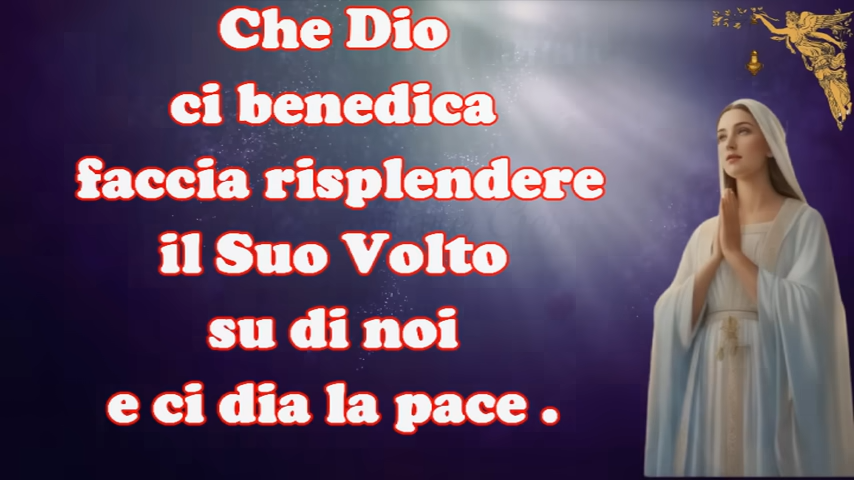 Che Dio
ci benedica
faccia risplendere
il Suo Volto
su di noi
e ci dia la pace .